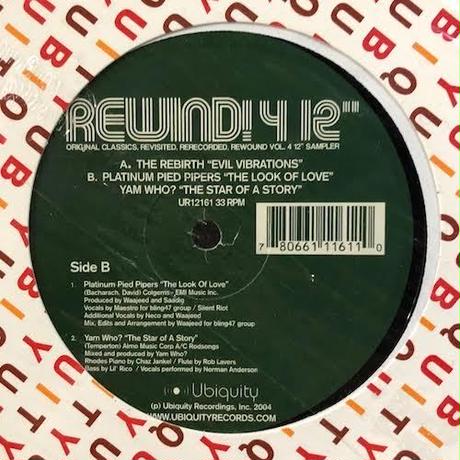 REWIND! 4 12"
ORIGINAL CLASSICS, REVISITED, RERECORDED, REWOUND VOL. 4 12" SAMPLER
A. THE REBIRTH "EVIL VIBRATIONS"
B. PLATINUM PIED PIPERS "THE LOOK OF LOVE"
YAM WHO? "THE STAR OF A STORY"
UR12161 33 RPM
7 80661 11611 0
Side B
1. Platinum Pied Pipers "The Look Of Love"
(Bacharach, David) Colgems - EMI Music Inc.
Produced by Waajeed and Saadiq
Vocals by Maestro for bling47 group / Silent Riot
Additional Vocals by Neco and Waajeed
Mix, Edits and Arrangement by Waajeed for bling47 group
2. Yam Who? "The Star of A Story"
(Temperton) Almo Music Corp A/C Rodsongs
Mixed and produced by Yam Who?
Rhodes Piano by Chaz Jankel / Flute by Rob Lavers
Bass by Lil' Rico / Vocals performed by Norman Anderson
Ubiquity
(p) Ubiquity Recordings, Inc. 2004
WWW.UBIQUITYRECORDS.COM